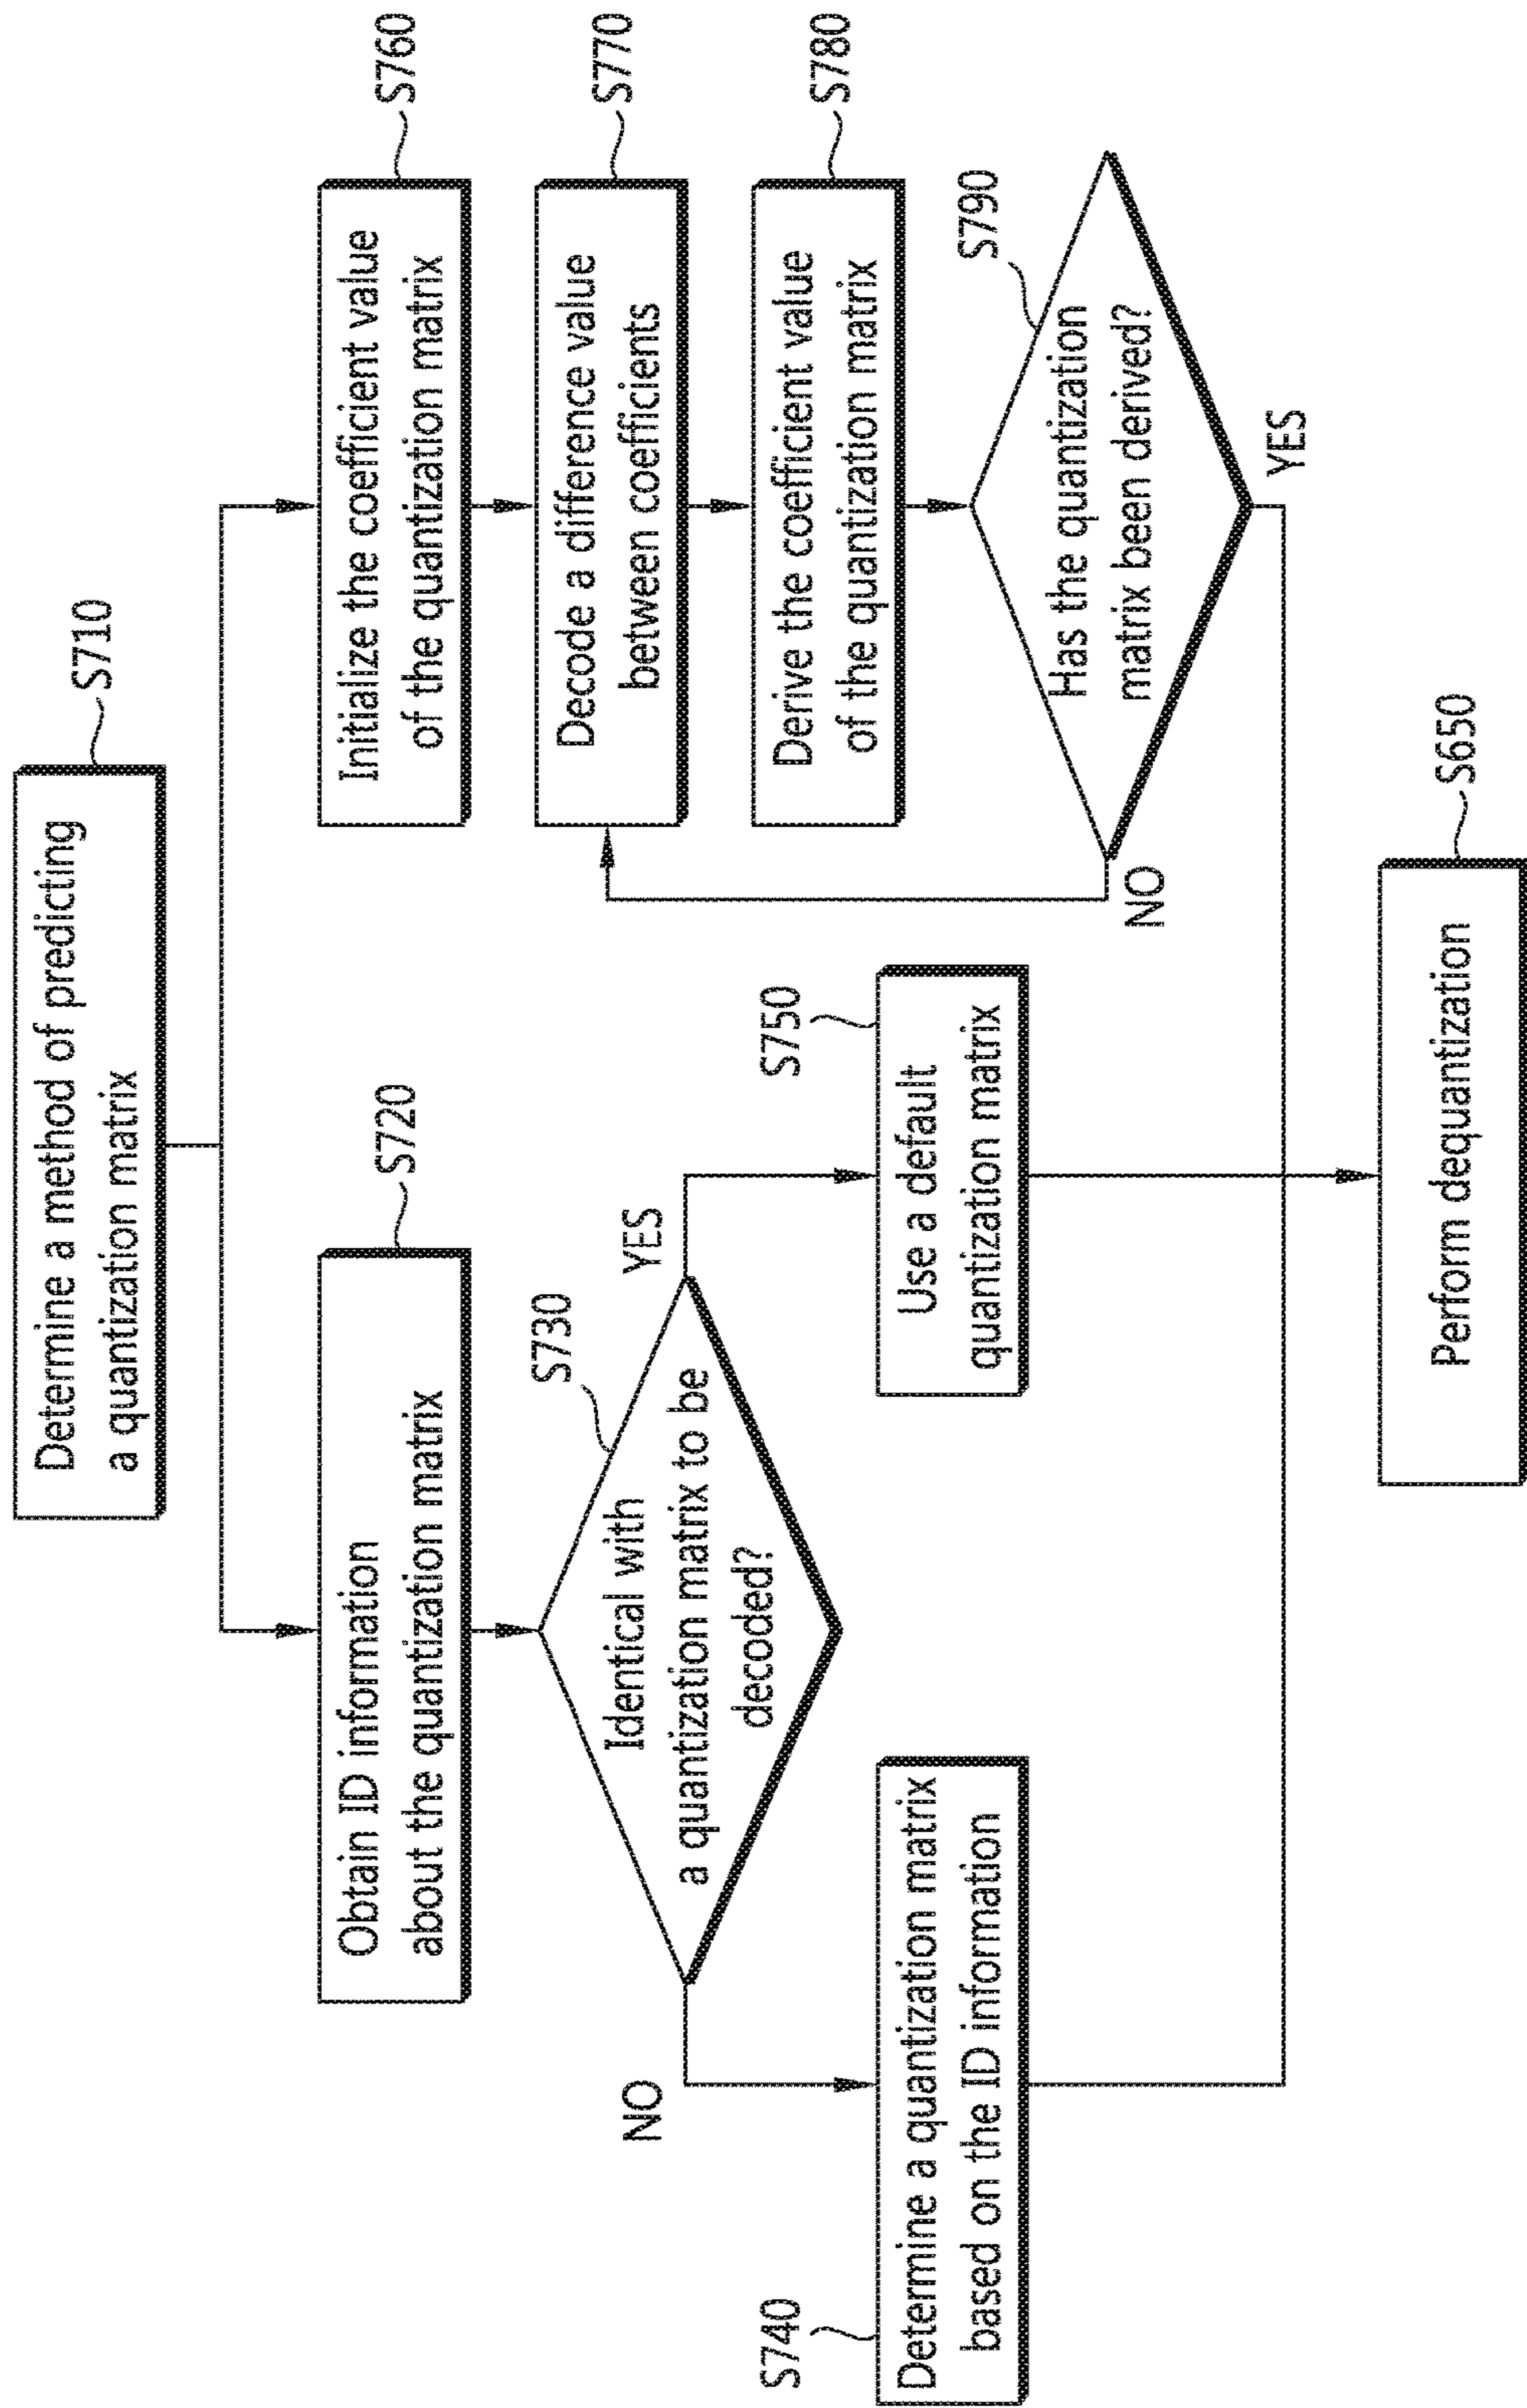 S710
Determine a method of predicting
a quantization matrix
S720
Obtain ID information
about the quantization matrix
S730
Identical with
a quantization matrix to be
decoded?
NO
YES
S740
Determine a quantization matrix
based on the ID information
S750
Use a default
quantization matrix
S760
Initialize the coefficient value
of the quantization matrix
S770
Decode a difference value
between coefficients
S780
Derive the coefficient value
of the quantization matrix
S790
Has the quantization
matrix been derived?
NO
YES
S650
Perform dequantization